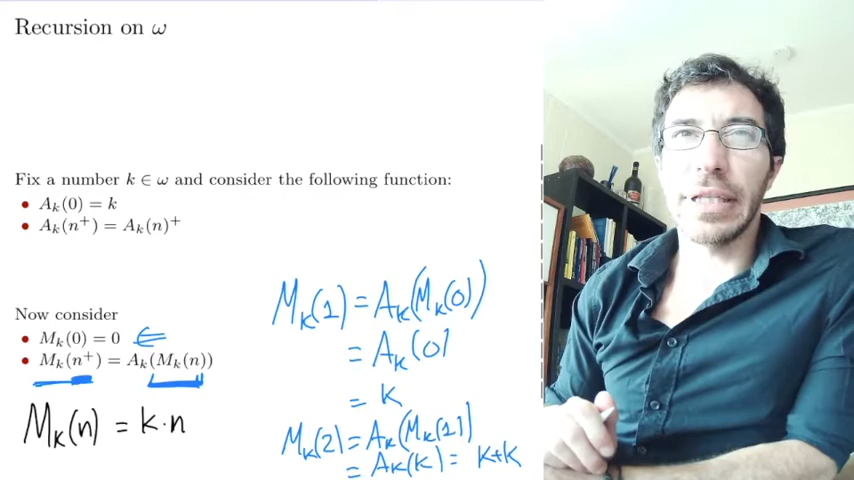 Recursion on ω
Fix a number k ∈ ω and consider the following function:
• A_k(0) = k
• A_k(n⁺) = A_k(n)⁺
Now consider
• M_k(0) = 0 ⇐
• M_k(n⁺) = A_k(M_k(n))
M_k(n) = k·n
M_k(1) = A_k(M_k(0))
= A_k(0)
= k
M_k(2) = A_k(M_k(1))
= A_k(k) = k+k